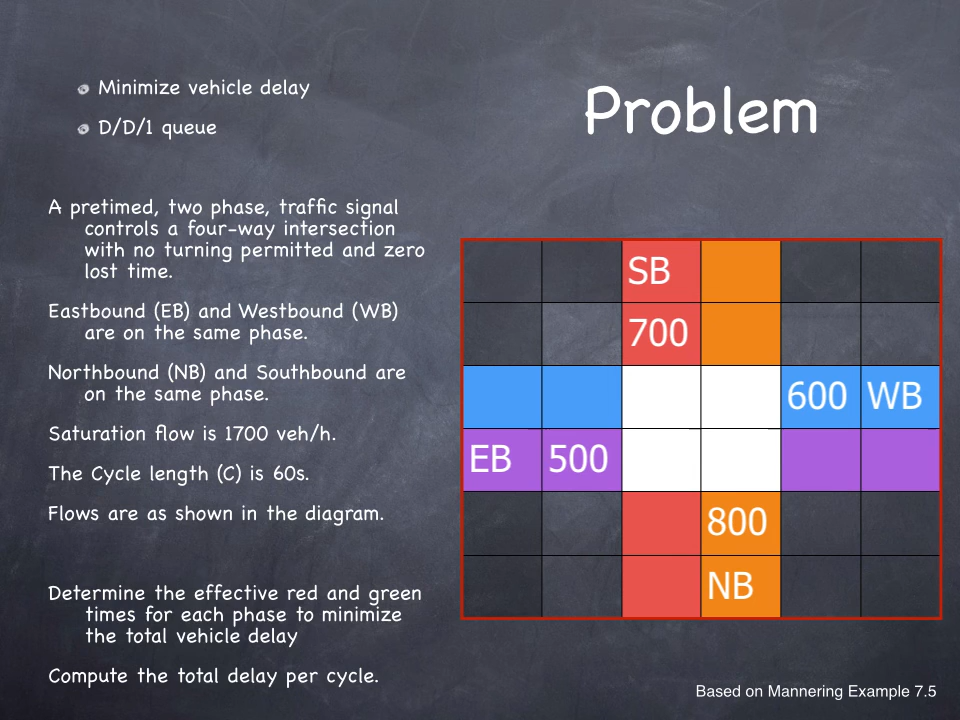 Minimize vehicle delay
D/D/1 queue
Problem
A pretimed, two phase, traffic signal
controls a four-way intersection
with no turning permitted and zero
lost time.
Eastbound (EB) and Westbound (WB)
are on the same phase.
Northbound (NB) and Southbound are
on the same phase.
Saturation flow is 1700 veh/h.
The Cycle length (C) is 60s.
Flows are as shown in the diagram.
Determine the effective red and green
times for each phase to minimize
the total vehicle delay
Compute the total delay per cycle.
SB
700
600 WB
EB 500
800
NB
Based on Mannering Example 7.5